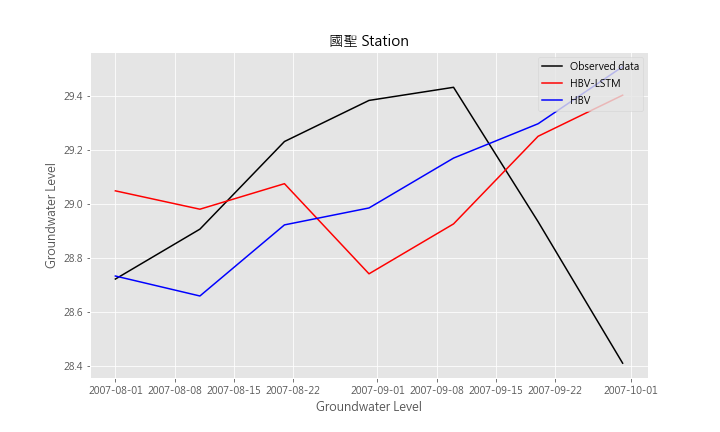 國聖 Station
Observed data
HBV-LSTM
HBV
Groundwater Level
29.4
29.2
29.0
28.8
28.6
28.4
2007-08-01 2007-08-08 2007-08-15 2007-08-22 2007-09-01 2007-09-08 2007-09-15 2007-09-22 2007-10-01
Groundwater Level